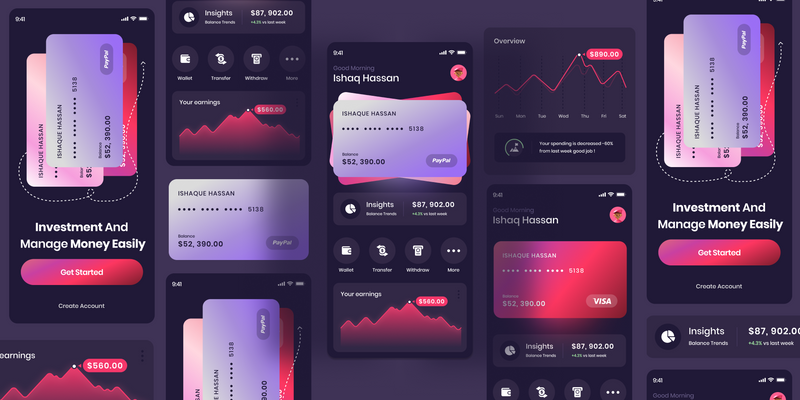 9:41
PayPal
ISHAQUE HASSAN
•••• •••• •••• 5138
Balance
$52, 390.00
ISHAQUE HASSAN
Investment And
Manage Money Easily
Get Started
Create Account
earnings
$560.00
Insights
Balance Trends
$87, 902.00
+4.3% vs last week
Wallet
Transfer
Withdraw
More
Your earnings
$560.00
ISHAQUE HASSAN
•••• •••• •••• 5138
Balance
$52, 390.00
PayPal
9:41
PayPal
5138
ISHAQUE HASSAN
9:41
Good Morning
Ishaq Hassan
ISHAQUE HASSAN
•••• •••• •••• 5138
Balance
$52, 390.00
PayPal
Insights
Balance Trends
$87, 902.00
+4.3% vs last week
Wallet
Transfer
Withdraw
More
Your earnings
$560.00
Overview
$890.00
Sun
Mon
Wed
Thu
Fri
Sat
Your spending is decreased -60%
from last week good job !
9:41
Good Morning
Ishaq Hassan
ISHAQUE HASSAN
•••• •••• •••• 5138
Balance
$52, 390.00
VISA
Insights
Balance Trends
$87, 902.00
+4.3% vs last week
PayPal
ISHAQUE HASSAN
•••• •••• •••• 5138
Balance
$52, 390.00
ISHAQUE HASSAN
Investment And
Manage Money Easily
Get Started
Create Account
Insights
Balance Trends
$87, 902.00
+4.3% vs last week
9:41
Good Morning